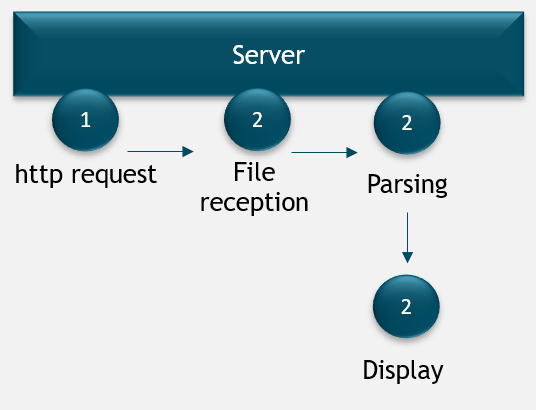 Server
1
2
2
http request
File
reception
Parsing
2
Display